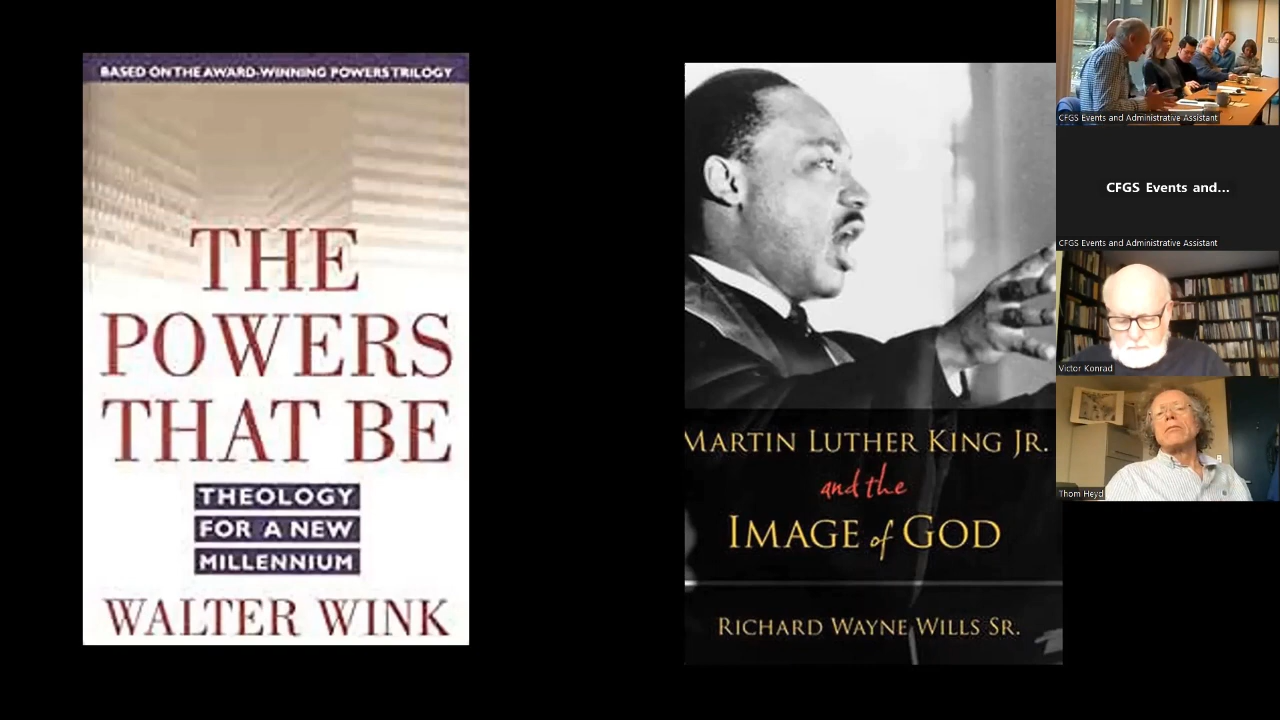 BASED ON THE AWARD-WINNING POWERS TRILOGY
THE
POWERS
THAT BE
THEOLOGY
FOR A NEW
MILLENNIUM
WALTER WINK
MARTIN LUTHER KING JR.
and the
IMAGE of GOD
RICHARD WAYNE WILLS SR.
CFGS Events and Administrative Assistant
CFGS Events and...
CFGS Events and Administrative Assistant
Victor Konrad
Thom Heyd